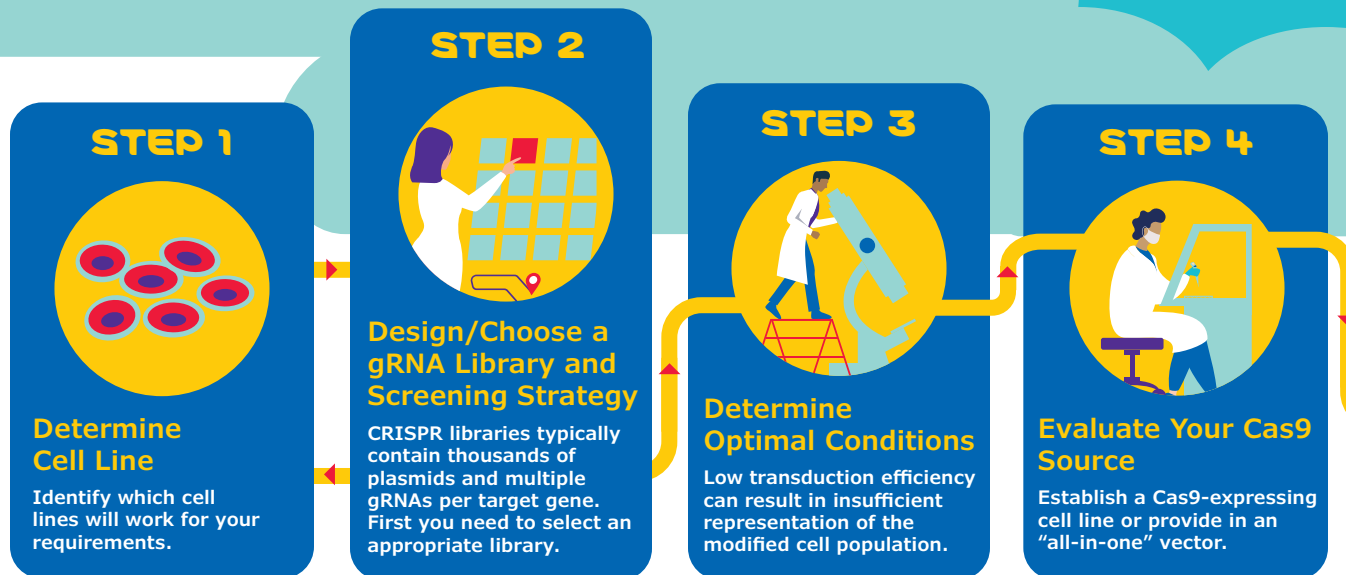 STEP 1
Determine
Cell Line
Identify which cell
lines will work for your
requirements.
STEP 2
Design/Choose a
gRNA Library and
Screening Strategy
CRISPR libraries typically
contain thousands of
plasmids and multiple
gRNAs per target gene.
First you need to select an
appropriate library.
STEP 3
Determine
Optimal Conditions
Low transduction efficiency
can result in insufficient
representation of the
modified cell population.
STEP 4
Evaluate Your Cas9
Source
Establish a Cas9-expressing
cell line or provide in an
“all-in-one” vector.